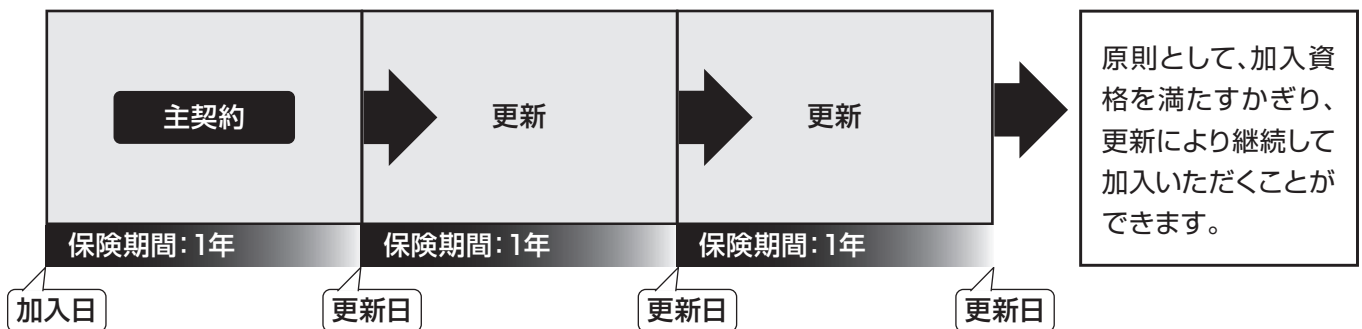 主契約
更新
更新
原則として、加入資
格を満たすかぎり、
更新により継続して
加入いただくことが
できます。
保険期間：1年
保険期間：1年
保険期間：1年
加入日
更新日
更新日
更新日